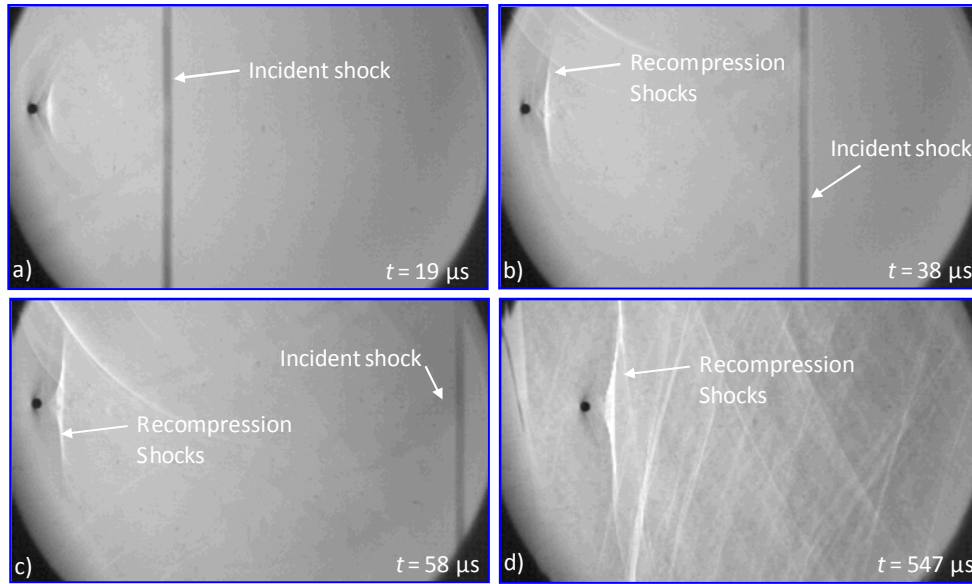 Incident shock
a)
t = 19 µs
Recompression
Shocks
Incident shock
b)
t = 38 µs
Incident shock
Recompression
Shocks
c)
t = 58 µs
Recompression
Shocks
d)
t = 547 µs